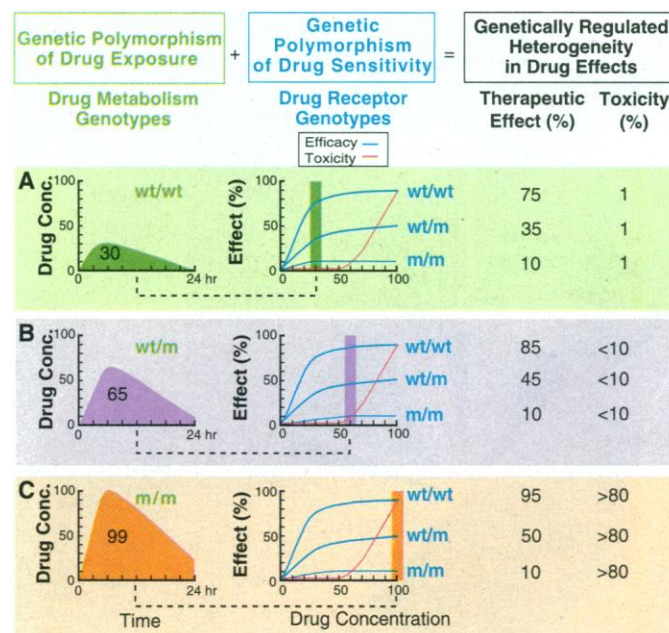 Genetic Polymorphism of Drug Exposure
+
Genetic Polymorphism of Drug Sensitivity
=
Genetically Regulated Heterogeneity in Drug Effects
Drug Metabolism Genotypes
Drug Receptor Genotypes
Therapeutic Effect (%)
Toxicity (%)
Efficacy
Toxicity
A
Drug Conc.
100
50
0
wt/wt
30
0
24 hr
Effect (%)
100
50
0
0
50
100
wt/wt
wt/m
m/m
75 1
35 1
10 1
B
Drug Conc.
100
50
0
wt/m
65
0
24 hr
Effect (%)
100
50
0
0
50
100
wt/wt
wt/m
m/m
85 <10
45 <10
10 <10
C
Drug Conc.
100
50
0
m/m
99
0
24 hr
Effect (%)
100
50
0
0
50
100
wt/wt
wt/m
m/m
95 >80
50 >80
10 >80
Time
Drug Concentration